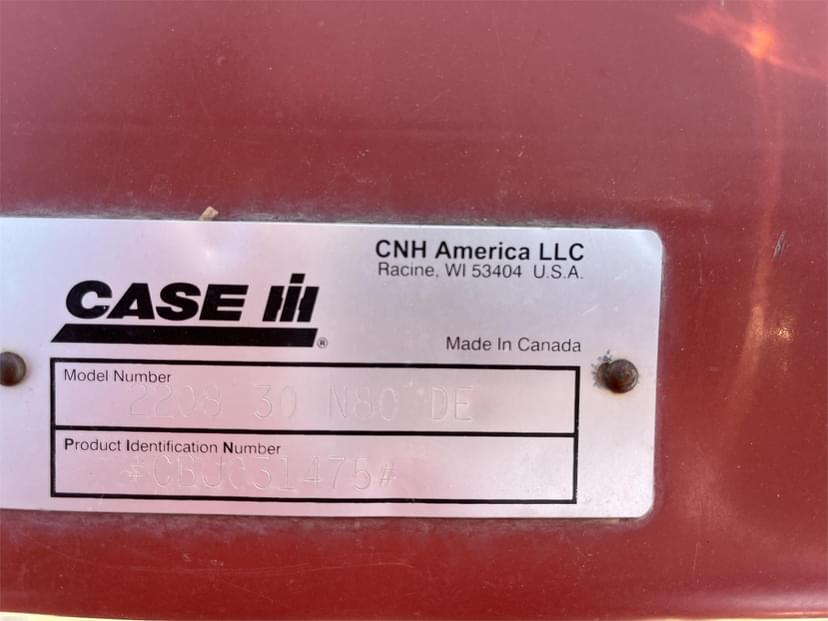 CNH America LLC
Racine, WI 53404 U.S.A.
CASE IH
®
Made In Canada
Model Number
2208 30 N80 DE
Product Identification Number
*CBJ031475*